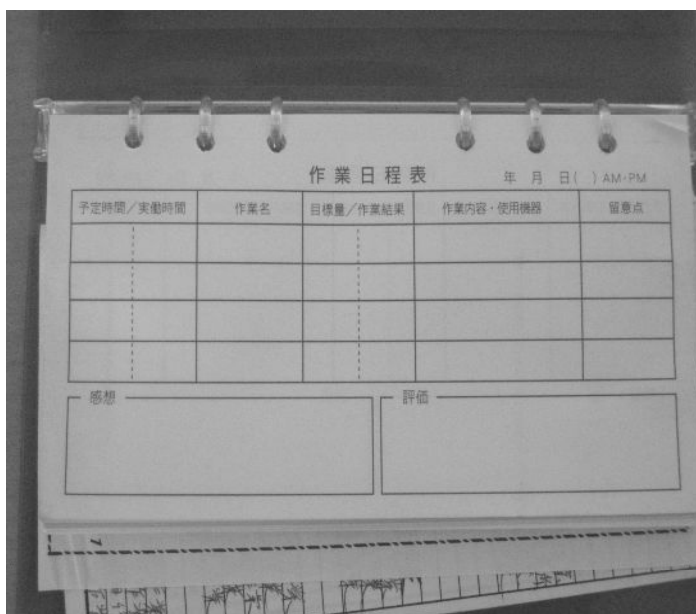 作業日程表
年 月 日( ) AM・PM
予定時間／実働時間 作業名 目標量／作業結果 作業内容・使用機器 留意点
感想 評価